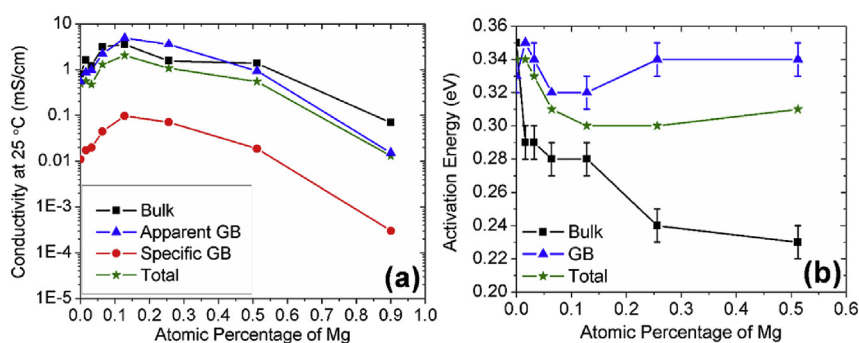 Conductivity at 25 °C (mS/cm)
10
1
0.1
0.01
1E-3
1E-4
1E-5
Bulk
Apparent GB
Specific GB
Total
(a)
0.0 0.1 0.2 0.3 0.4 0.5 0.6 0.7 0.8 0.9 1.0
Atomic Percentage of Mg
Activation Energy (eV)
0.36
0.34
0.32
0.30
0.28
0.26
0.24
0.22
0.20
Bulk
GB
Total
(b)
0.0 0.1 0.2 0.3 0.4 0.5 0.6
Atomic Percentage of Mg